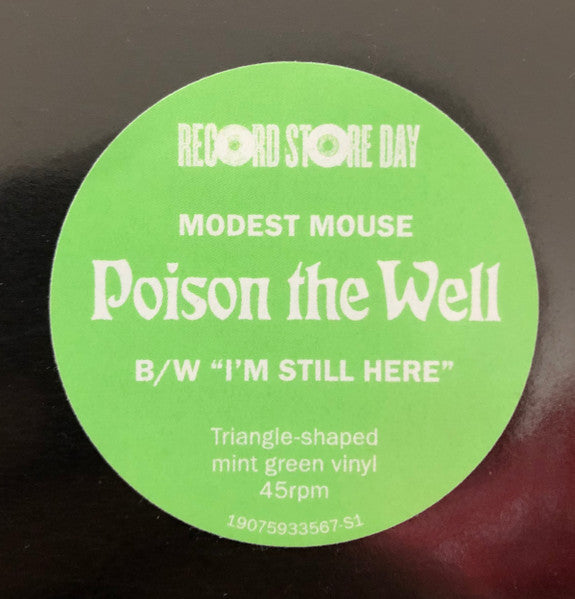 RECORD STORE DAY
MODEST MOUSE
Poison the Well
B/W “I’M STILL HERE”
Triangle-shaped
mint green vinyl
45rpm
19075933567-S1